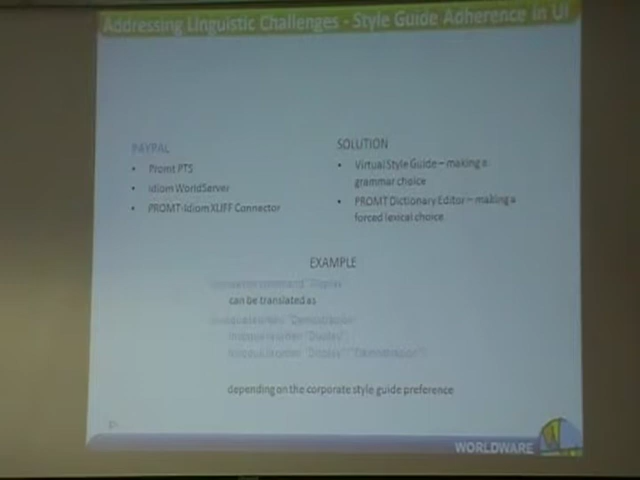 Addressing Linguistic Challenges - Style Guide Adherence in UI
PAYPAL
• Promt PTS
• Idiom WorldServer
• PROMT-Idiom XLIFF Connector
SOLUTION
• Virtual Style Guide – making a
grammar choice
• PROMT Dictionary Editor – making a
forced lexical choice
EXAMPLE
can be translated as
depending on the corporate style guide preference
WORLDWARE